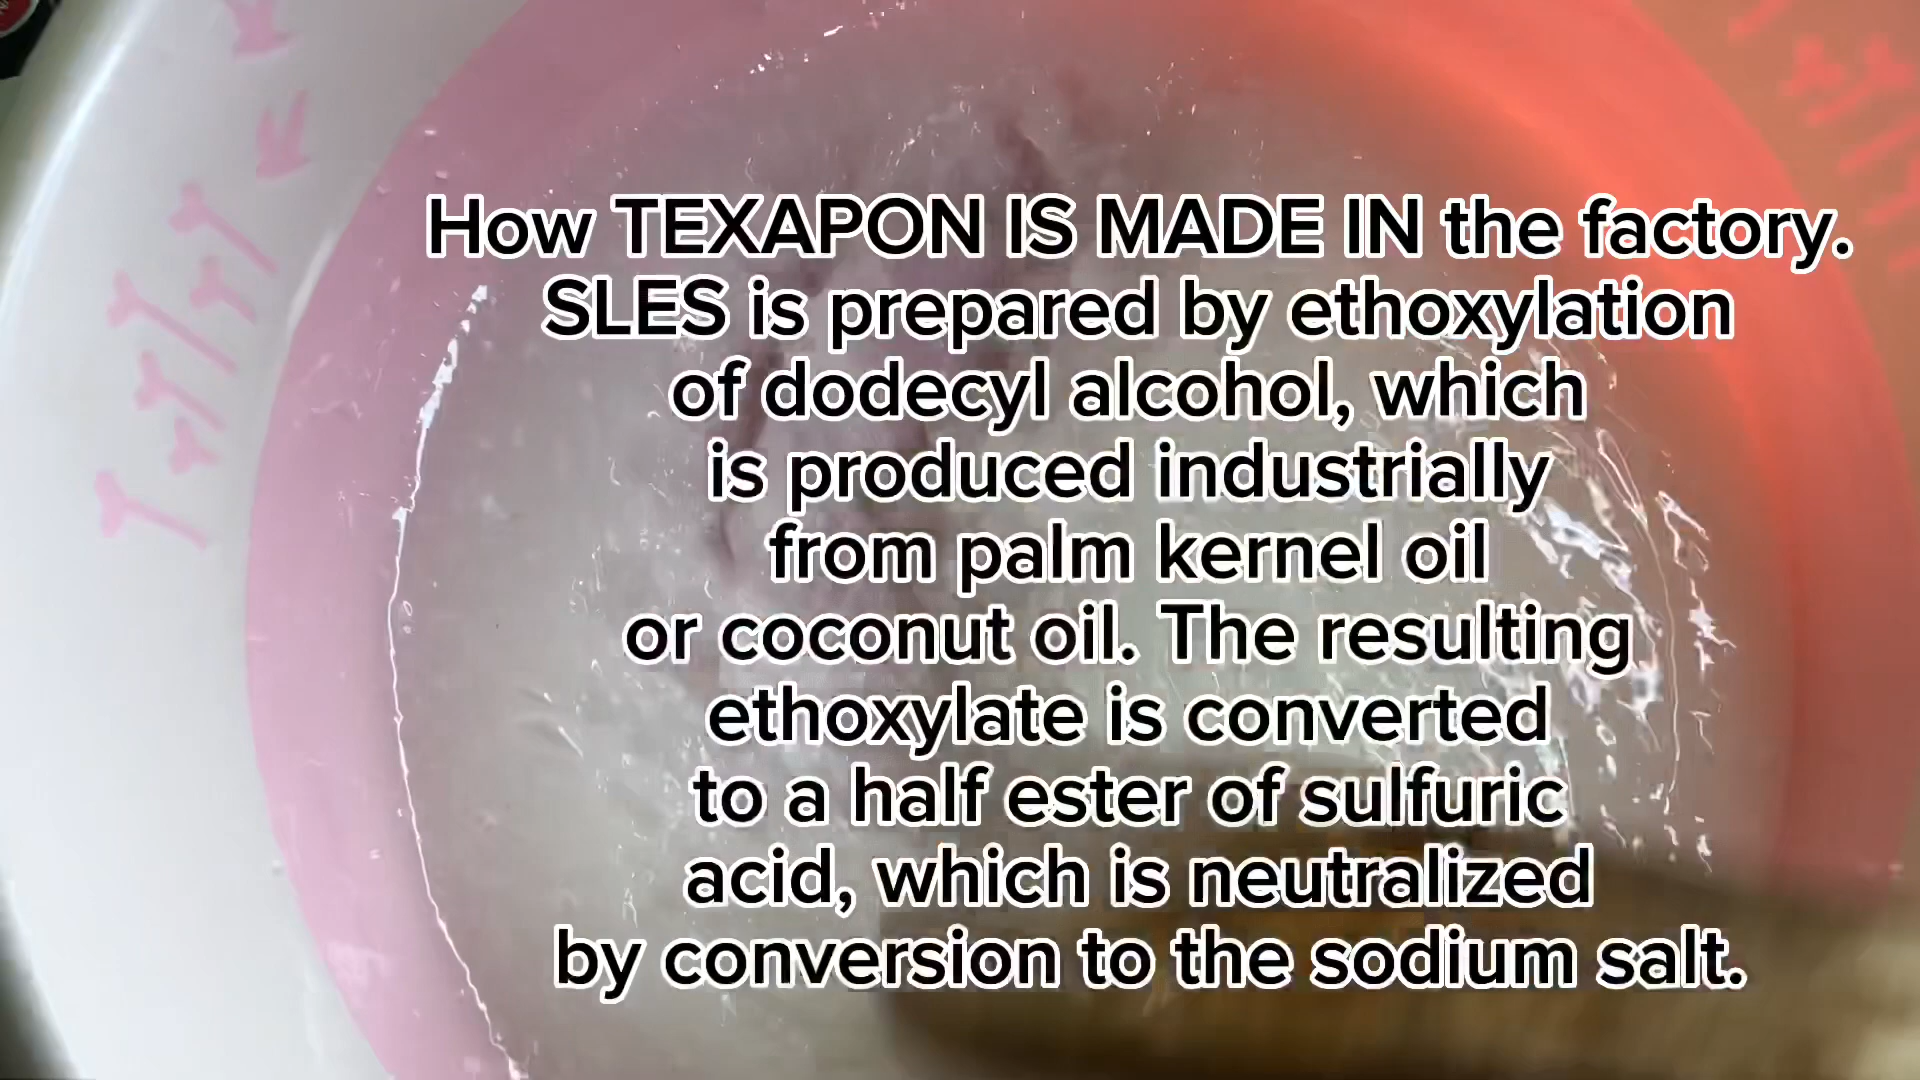 How TEXAPON IS MADE IN the factory.
SLES is prepared by ethoxylation
of dodecyl alcohol, which
is produced industrially
from palm kernel oil
or coconut oil. The resulting
ethoxylate is converted
to a half ester of sulfuric
acid, which is neutralized
by conversion to the sodium salt.